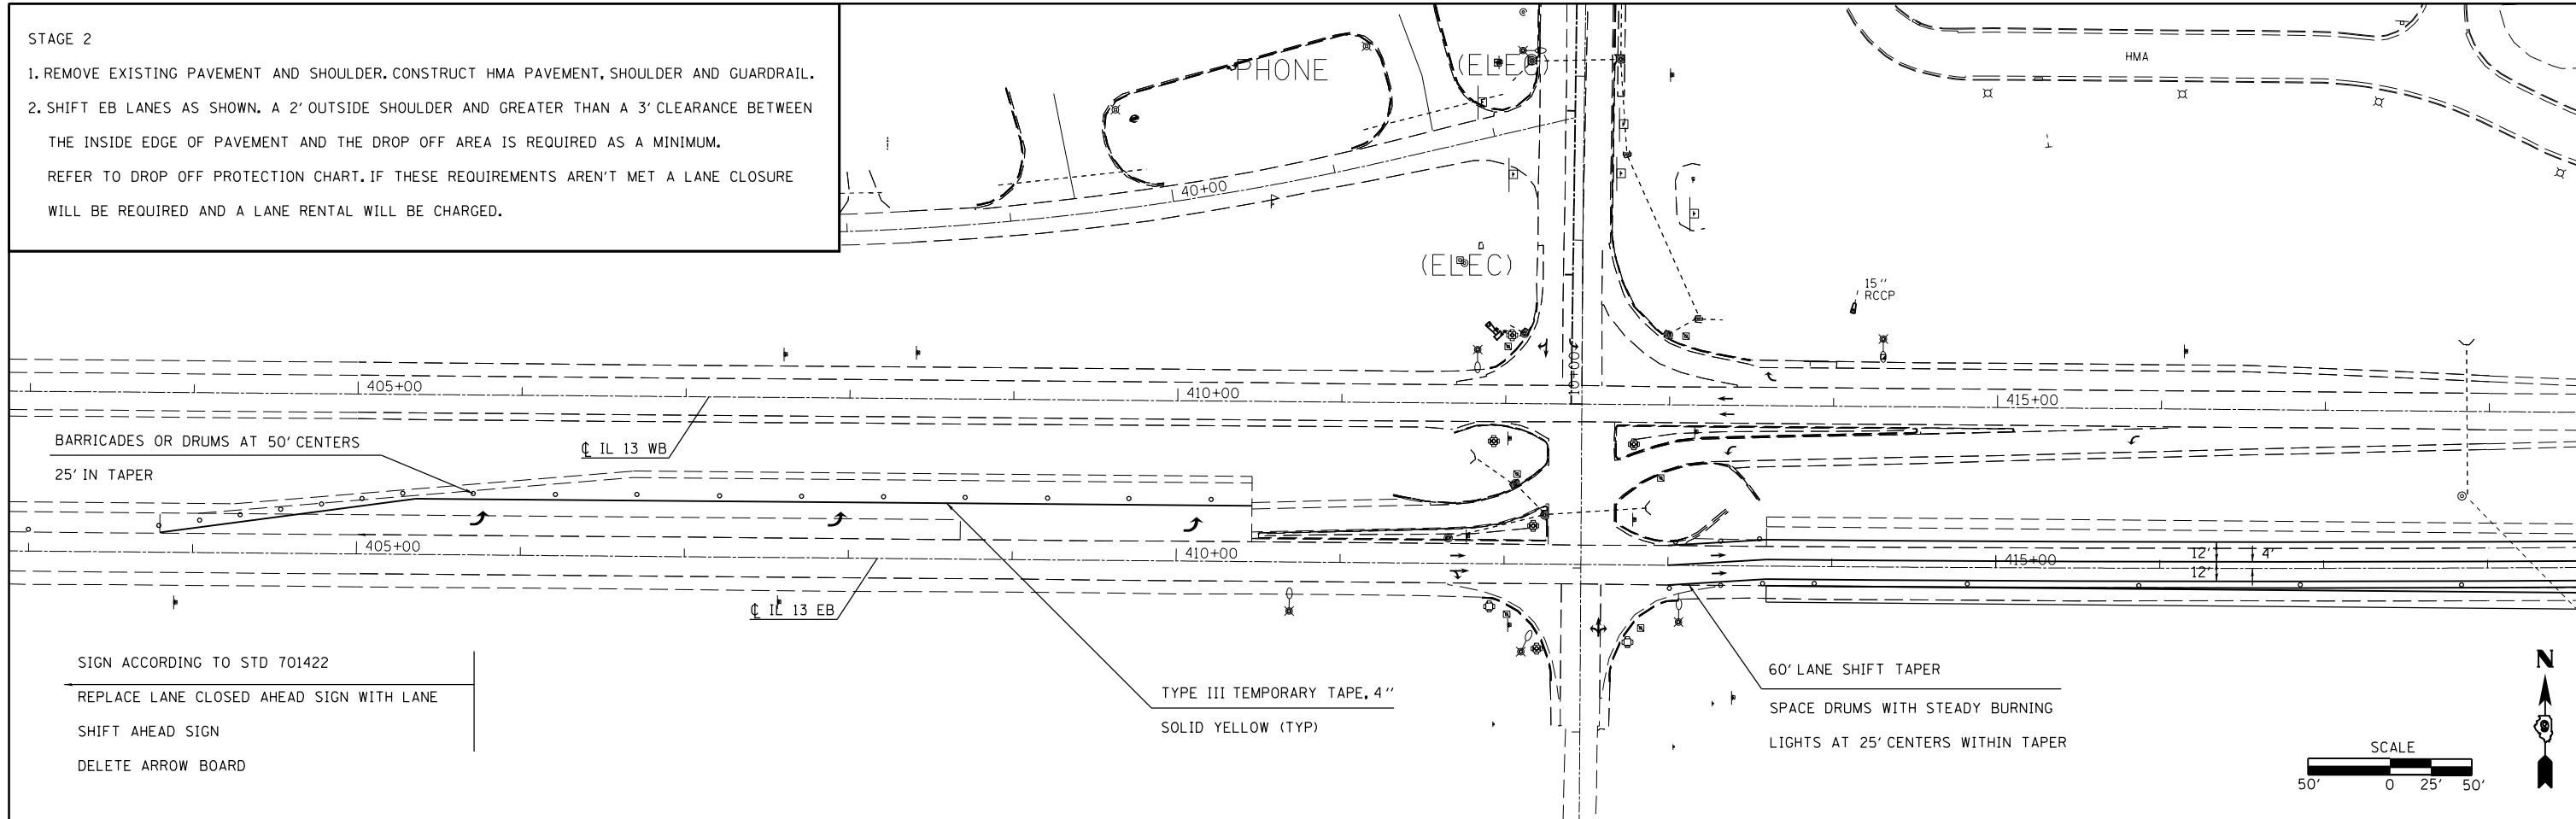 STAGE 2
1. REMOVE EXISTING PAVEMENT AND SHOULDER. CONSTRUCT HMA PAVEMENT, SHOULDER AND GUARDRAIL.
2. SHIFT EB LANES AS SHOWN. A 2' OUTSIDE SHOULDER AND GREATER THAN A 3' CLEARANCE BETWEEN
THE INSIDE EDGE OF PAVEMENT AND THE DROP OFF AREA IS REQUIRED AS A MINIMUM.
REFER TO DROP OFF PROTECTION CHART. IF THESE REQUIREMENTS AREN'T MET A LANE CLOSURE
WILL BE REQUIRED AND A LANE RENTAL WILL BE CHARGED.
PHONE
(ELEC)
HMA
40+00
(ELEC)
15''
RCCP
10+00
405+00
410+00
415+00
BARRICADES OR DRUMS AT 50' CENTERS
25' IN TAPER
℄ IL 13 WB
405+00
410+00
415+00
12'
4'
12'
℄ IL 13 EB
SIGN ACCORDING TO STD 701422
REPLACE LANE CLOSED AHEAD SIGN WITH LANE
SHIFT AHEAD SIGN
DELETE ARROW BOARD
TYPE III TEMPORARY TAPE, 4''
SOLID YELLOW (TYP)
60' LANE SHIFT TAPER
SPACE DRUMS WITH STEADY BURNING
LIGHTS AT 25' CENTERS WITHIN TAPER
N
SCALE
50' 0 25' 50'